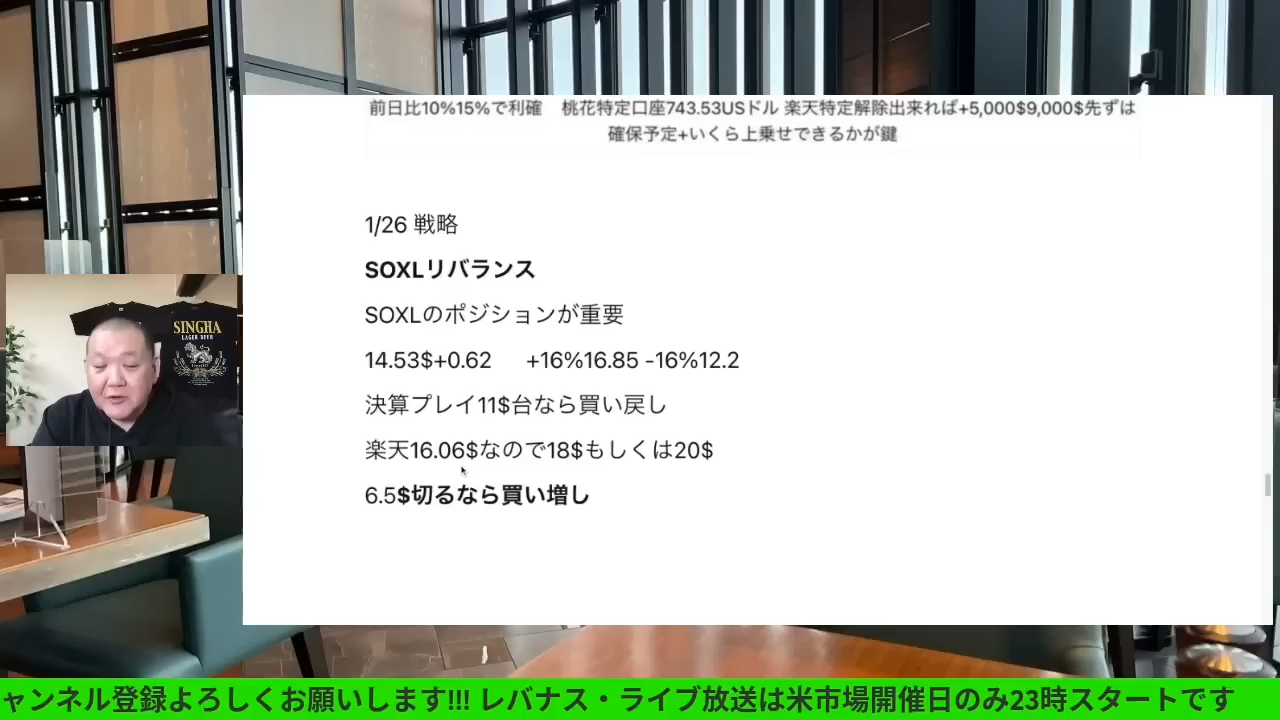 前日比10%15%で利確　桃花特定口座743.53USドル 楽天特定解除出来れば+5,000$9,000$先ずは
確保予定+いくら上乗せできるかが鍵
1/26 戦略
SOXLリバランス
SOXLのポジションが重要
14.53$+0.62　+16%16.85 -16%12.2
決算プレイ11$台なら買い戻し
楽天16.06$なので18$もしくは20$
6.5$切るなら買い増し
SINGHA
LAGER BEER
ャンネル登録よろしくお願いします!!! レバナス・ライブ放送は米市場開催日のみ23時スタートです